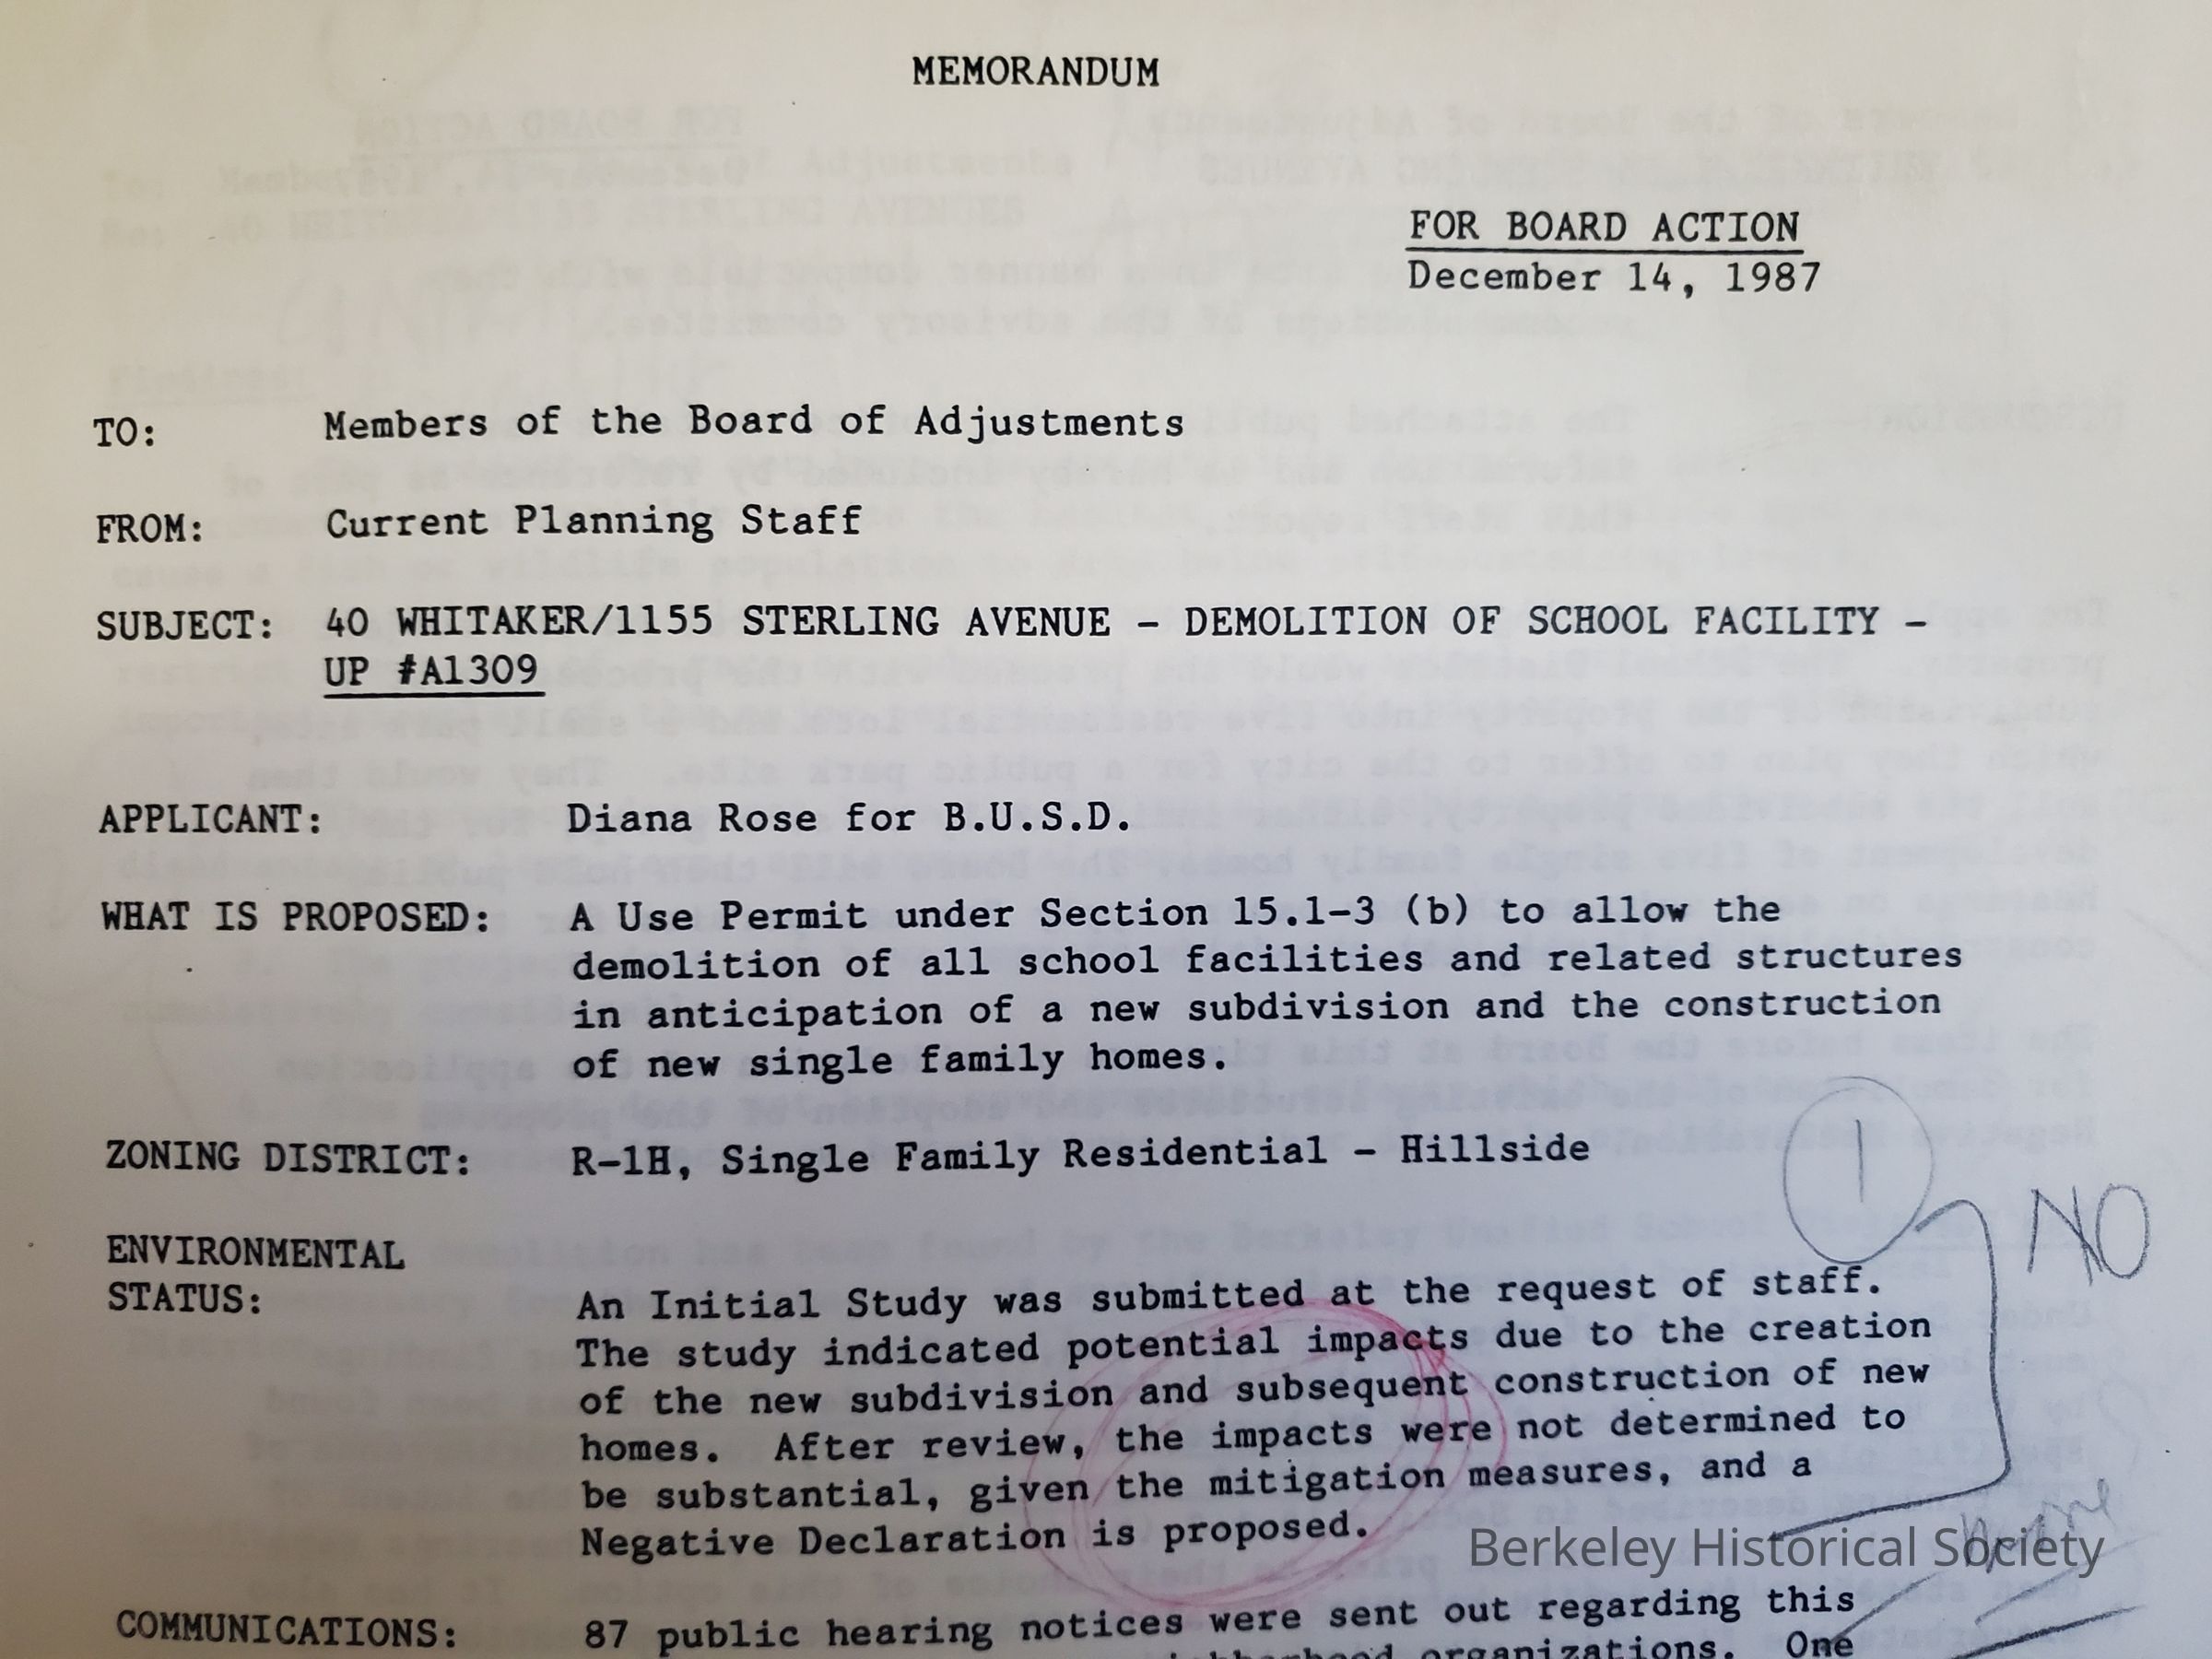 MEMORANDUM
FOR BOARD ACTION
December 14, 1987
TO: Members of the Board of Adjustments
FROM: Current Planning Staff
SUBJECT: 40 WHITAKER/1155 STERLING AVENUE - DEMOLITION OF SCHOOL FACILITY -
UP #A1309
APPLICANT: Diana Rose for B.U.S.D.
WHAT IS PROPOSED: A Use Permit under Section 15.1-3 (b) to allow the
demolition of all school facilities and related structures
in anticipation of a new subdivision and the construction
of new single family homes.
1
ZONING DISTRICT: R-1H, Single Family Residential - Hillside
NO
ENVIRONMENTAL
STATUS: An Initial Study was submitted at the request of staff.
The study indicated potential impacts due to the creation
of the new subdivision and subsequent construction of new
homes. After review, the impacts were not determined to
be substantial, given the mitigation measures, and a
Negative Declaration is proposed.
Berkeley Historical Society
COMMUNICATIONS: 87 public hearing notices were sent out regarding this
organizations. One